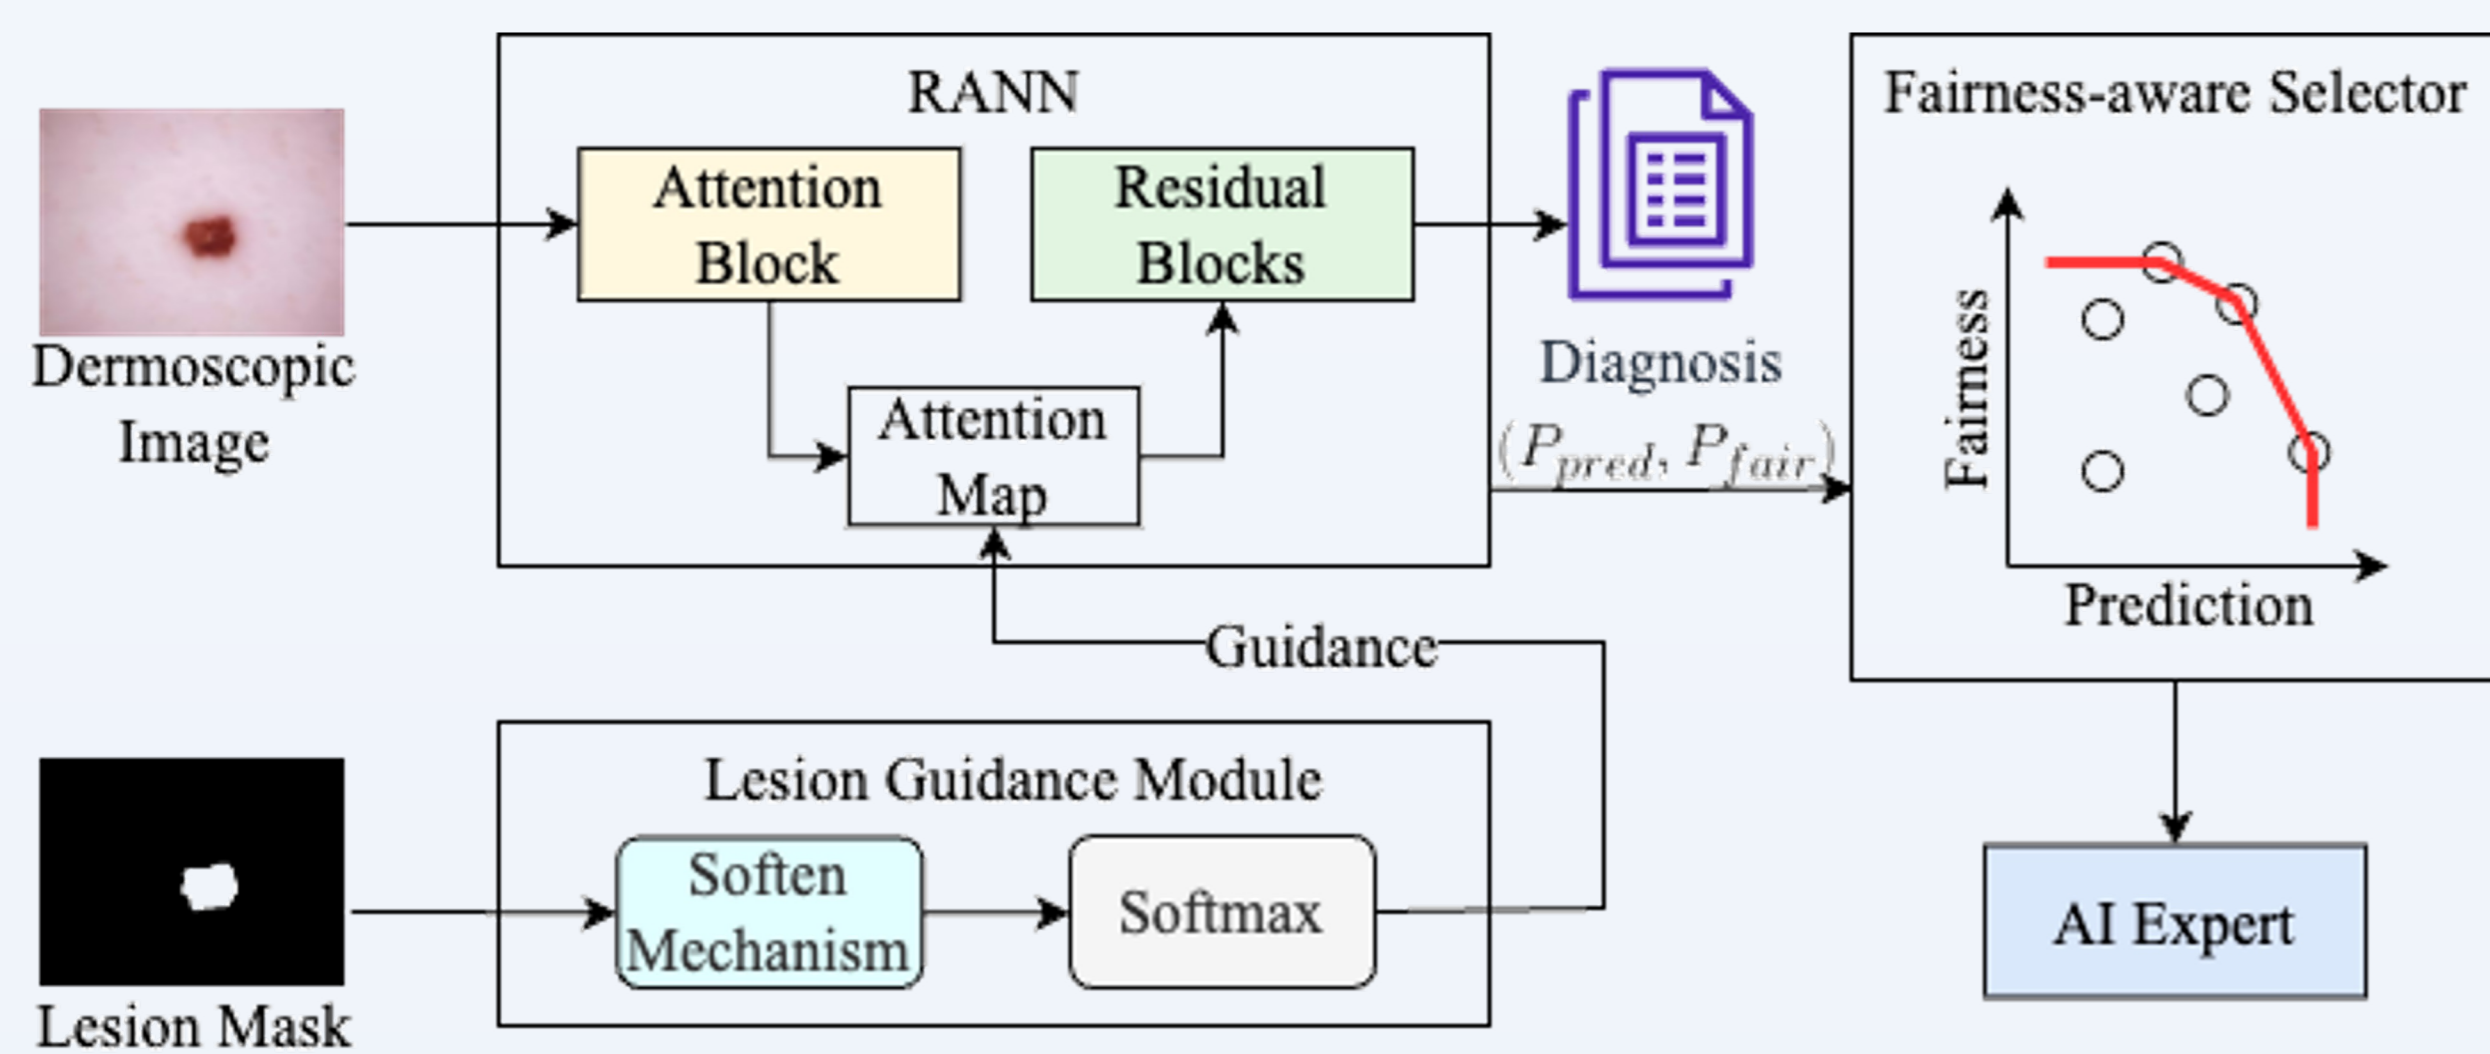 RANN
Attention
Block
Residual
Blocks
Attention
Map
Dermoscopic
Image
Diagnosis
(P_pred, P_fair)
Fairness-aware Selector
Fairness
Prediction
Guidance
Lesion Guidance Module
Soften
Mechanism
Softmax
Lesion Mask
AI Expert